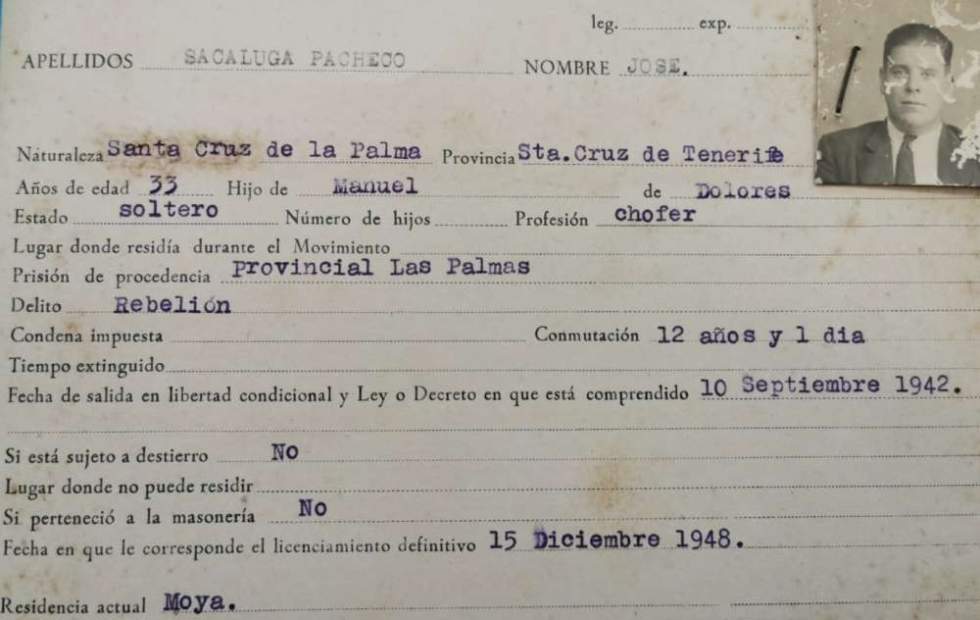 leg. exp.
APELLIDOS SACALUGA PACHECO NOMBRE JOSE.
Naturaleza Santa Cruz de la Palma Provincia Sta.Cruz de Tenerife
Años de edad 33 Hijo de Manuel de Dolores
Estado soltero Número de hijos Profesión chofer
Lugar donde residía durante el Movimiento
Prisión de procedencia Provincial Las Palmas
Delito Rebelión
Condena impuesta Conmutación 12 años y 1 dia
Tiempo extinguido
Fecha de salida en libertad condicional y Ley o Decreto en que está comprendido 10 Septiembre 1942.
Si está sujeto a destierro No
Lugar donde no puede residir
Si perteneció a la masonería No
Fecha en que le corresponde el licenciamiento definitivo 15 Diciembre 1948.
Residencia actual Moya.